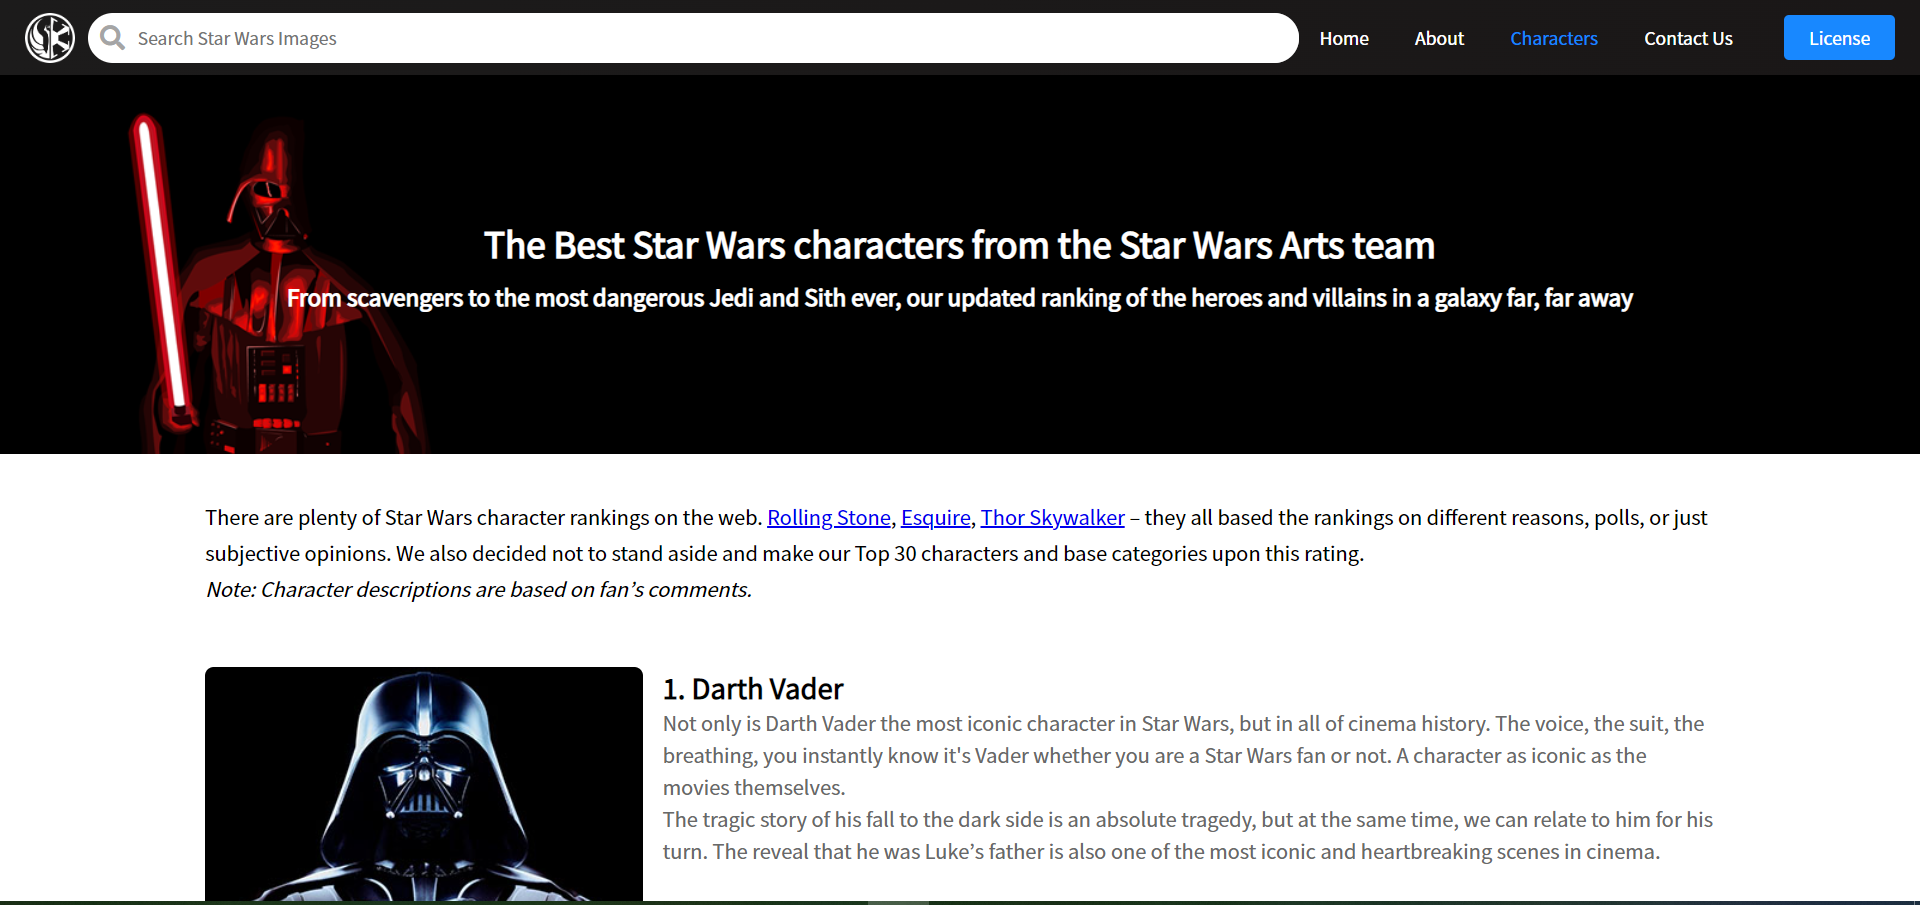 Search Star Wars Images
Home
About
Characters
Contact Us
License
The Best Star Wars characters from the Star Wars Arts team
From scavengers to the most dangerous Jedi and Sith ever, our updated ranking of the heroes and villains in a galaxy far, far away
There are plenty of Star Wars character rankings on the web. Rolling Stone, Esquire, Thor Skywalker – they all based the rankings on different reasons, polls, or just
subjective opinions. We also decided not to stand aside and make our Top 30 characters and base categories upon this rating.
Note: Character descriptions are based on fan’s comments.
1. Darth Vader
Not only is Darth Vader the most iconic character in Star Wars, but in all of cinema history. The voice, the suit, the
breathing, you instantly know it's Vader whether you are a Star Wars fan or not. A character as iconic as the
movies themselves.
The tragic story of his fall to the dark side is an absolute tragedy, but at the same time, we can relate to him for his
turn. The reveal that he was Luke’s father is also one of the most iconic and heartbreaking scenes in cinema.